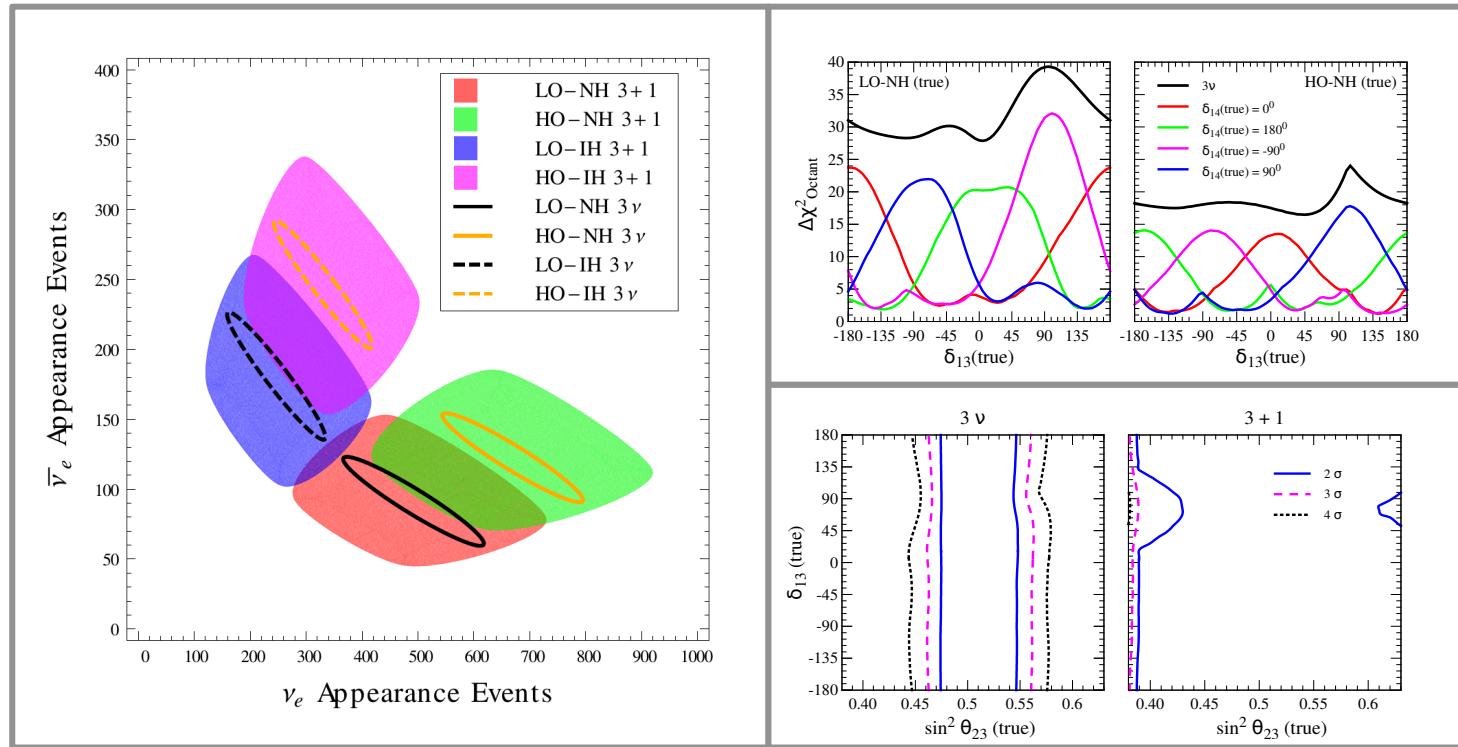 400
350
300
250
200
150
100
50
0
ν̅e Appearance Events
LO−NH 3+1
HO−NH 3+1
LO−IH 3+1
HO−IH 3+1
LO−NH 3ν
HO−NH 3ν
LO−IH 3ν
HO−IH 3ν
0 100 200 300 400 500 600 700 800 900 1000
νe Appearance Events
LO-NH (true)
HO-NH (true)
3ν
δ14(true) = 0⁰
δ14(true) = 180⁰
δ14(true) = -90⁰
δ14(true) = 90⁰
40
35
30
25
20
15
10
5
0
Δχ²Octant
-180 -135 -90 -45 0 45 90 135 -180 -135 -90 -45 0 45 90 135 180
δ13(true) δ13(true)
3 ν 3 + 1
180
135
90
45
0
-45
-90
-135
-180
δ13 (true)
2 σ
3 σ
4 σ
0.40 0.45 0.5 0.55 0.6 0.40 0.45 0.5 0.55 0.6
sin² θ23 (true) sin² θ23 (true)